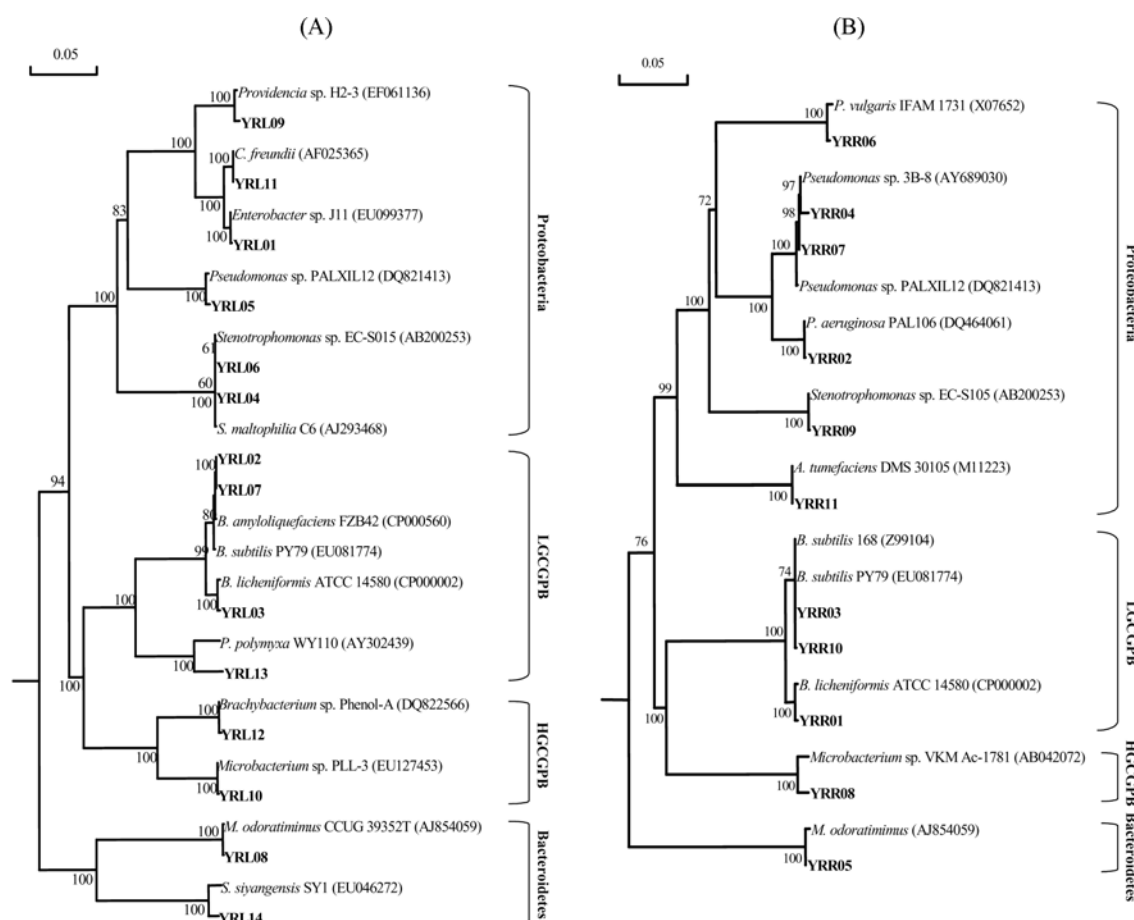 (A)
0.05
100
Providencia sp. H2-3 (EF061136)
YRL09
100
100
C. freundii (AF025365)
YRL11
100
Enterobacter sp. J11 (EU099377)
100
YRL01
83
Pseudomonas sp. PALXIL12 (DQ821413)
100
YRL05
100
Stenotrophomonas sp. EC-S015 (AB200253)
61
YRL06
60
YRL04
100
S. maltophilia C6 (AJ293468)
Proteobacteria
94
100
YRL02
YRL07
B. amyloliquefaciens FZB42 (CP000560)
B. subtilis PY79 (EU081774)
99
B. licheniformis ATCC 14580 (CP000002)
100
YRL03
100
P. polymyxa WY110 (AY302439)
100
YRL13
LGCGPB
100
Brachybacterium sp. Phenol-A (DQ822566)
100
YRL12
100
Microbacterium sp. PLL-3 (EU127453)
100
YRL10
HGCGPB
M. odoratimimus CCUG 39352T (AJ854059)
100
YRL08
100
S. siyangensis SY1 (EU046272)
100
YRL14
Bacteroidetes
(B)
0.05
P. vulgaris IFAM 1731 (X07652)
100
YRR06
72
Pseudomonas sp. 3B-8 (AY689030)
97
YRR04
98
YRR07
100
Pseudomonas sp. PALXIL12 (DQ821413)
P. aeruginosa PAL106 (DQ464061)
100
YRR02
100
Stenotrophomonas sp. EC-S105 (AB200253)
100
YRR09
99
A. tumefaciens DMS 30105 (M11223)
100
YRR11
Proteobacteria
76
B. subtilis 168 (Z99104)
74
B. subtilis PY79 (EU081774)
YRR03
100
YRR10
B. licheniformis ATCC 14580 (CP000002)
100
YRR01
LGCGPB
100
Microbacterium sp. VKM Ac-1781 (AB042072)
100
YRR08
HGCGPB
M. odoratimimus (AJ854059)
100
YRR05
Bacteroidetes